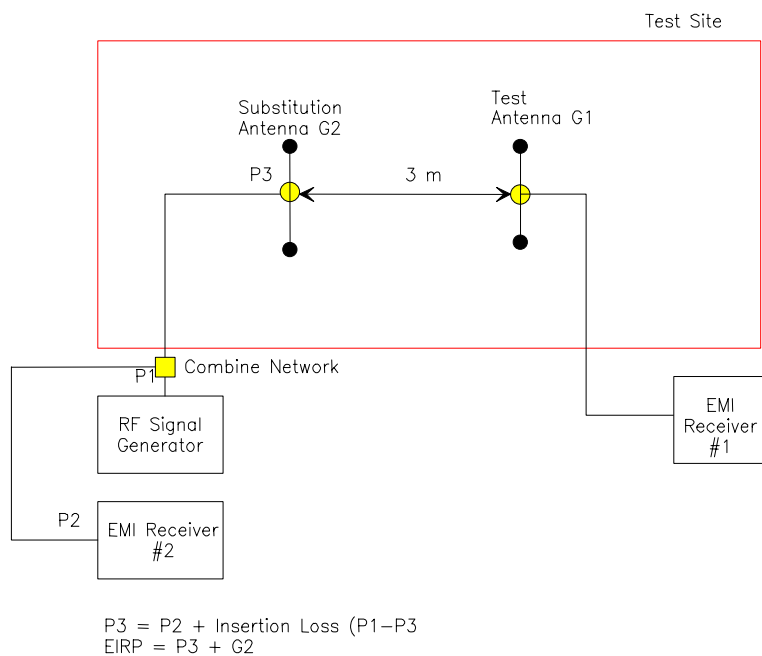 Test Site
Substitution
Antenna G2
Test
Antenna G1
P3
3 m
P1
Combine Network
RF Signal
Generator
EMI
Receiver
#1
P2
EMI Receiver
#2
P3 = P2 + Insertion Loss (P1-P3
EIRP = P3 + G2